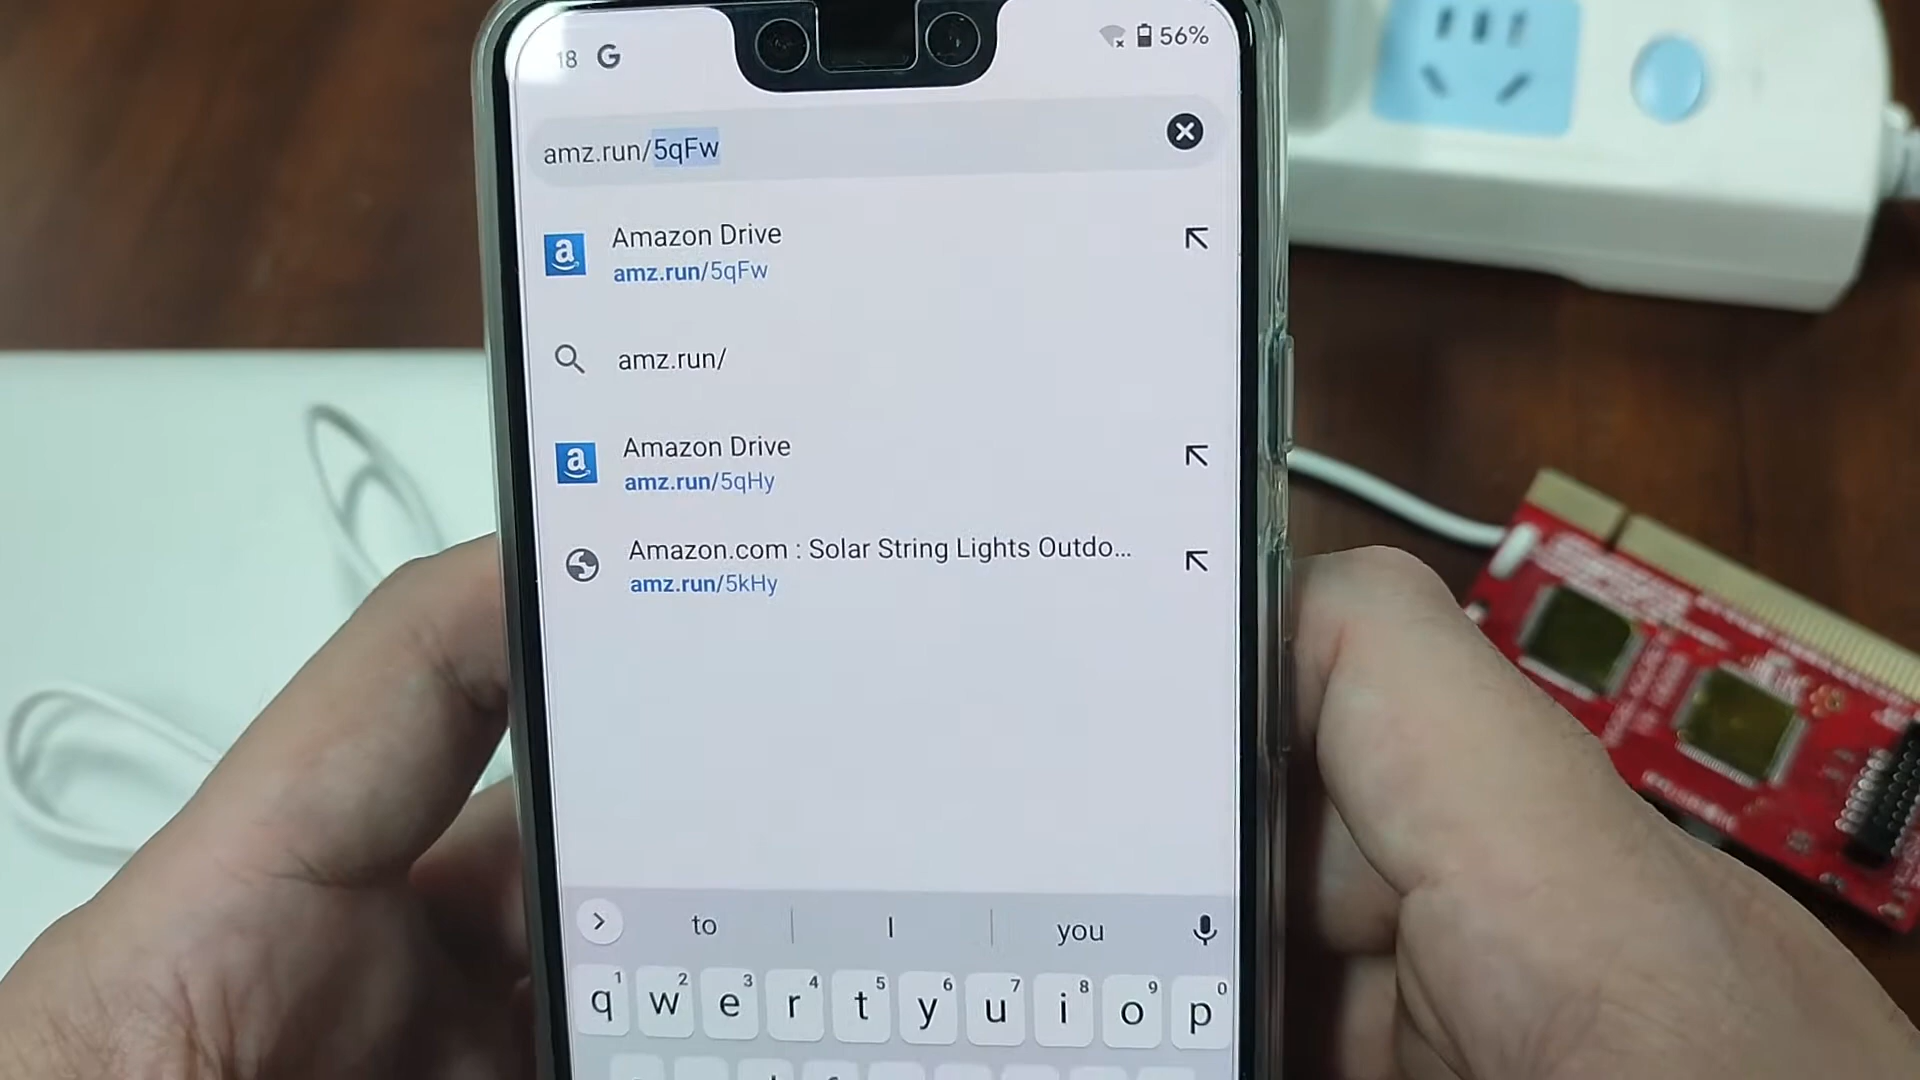 18 G 56%
amz.run/5qFw
Amazon Drive
amz.run/5qFw
amz.run/
Amazon Drive
amz.run/5qHy
Amazon.com : Solar String Lights Outdo...
amz.run/5kHy
to I you
1 2 3 4 5 6 7 8 9 0
q w e r t y u i o p